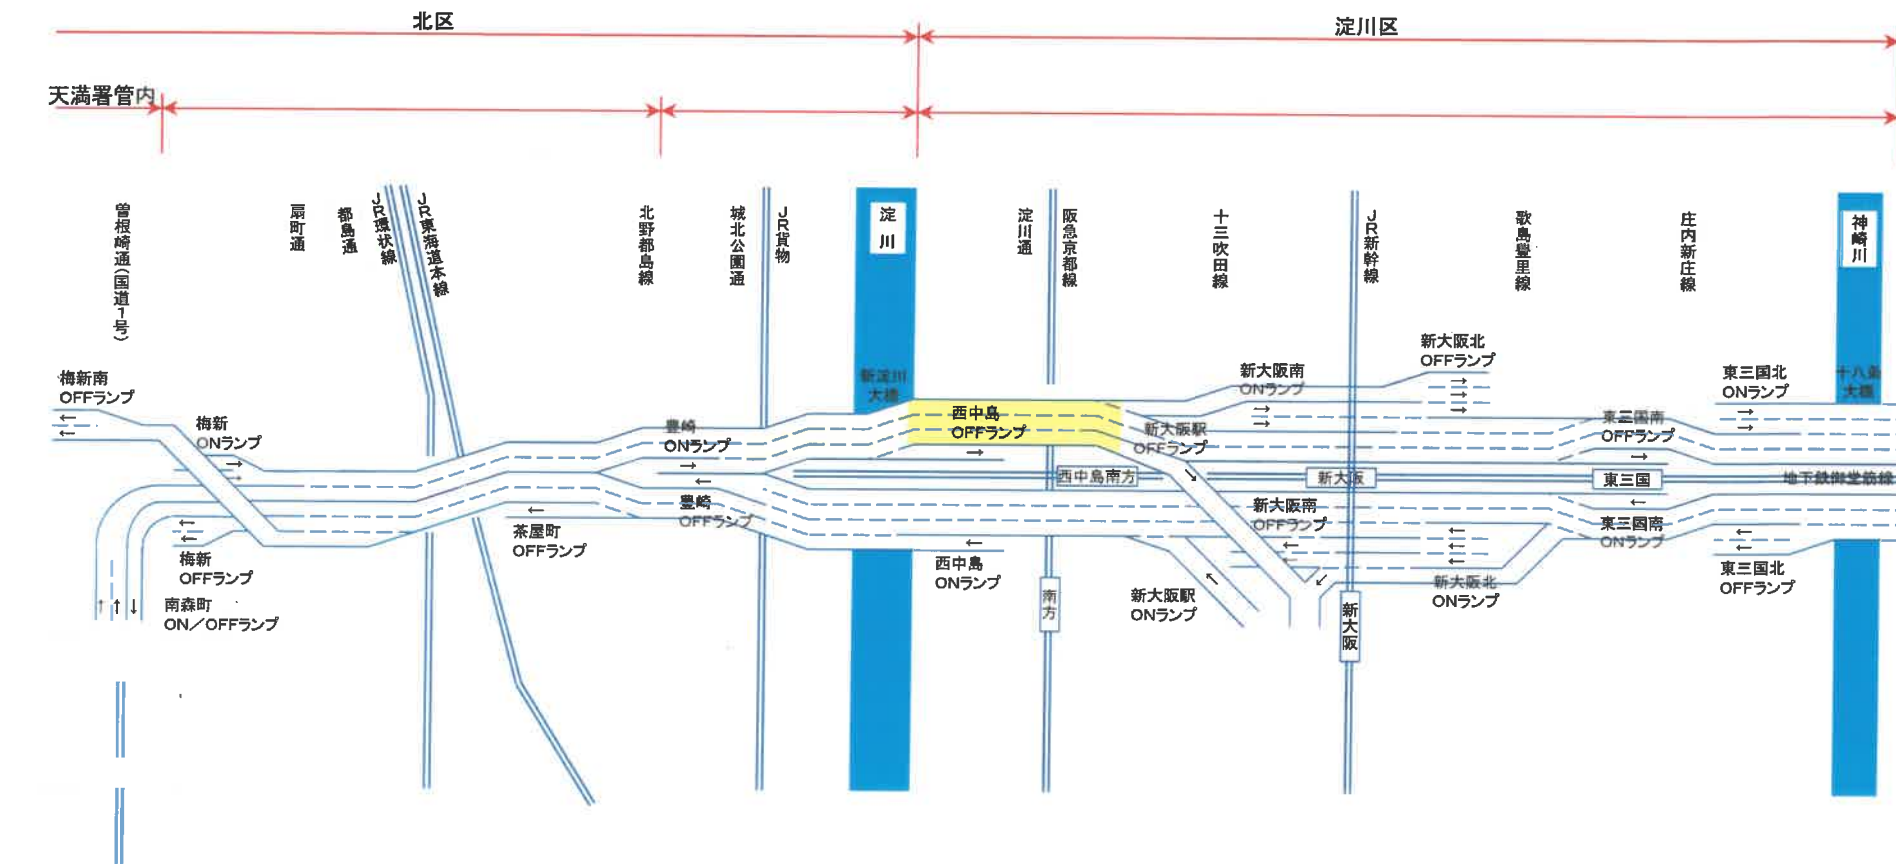 北区
淀川区
天満署管内
曽根崎通(国道1号)
扇町通
都島通
JR環状線
JR東海道本線
北野都島線
城北公園通
JR貨物
淀川
淀川通
阪急京都線
十三吹田線
JR新幹線
歌島豊里線
庄内新庄線
神崎川
梅新南
OFFランプ
梅新
ONランプ
豊崎
ONランプ
新淀川
大橋
西中島
OFFランプ
新大阪駅
OFFランプ
新大阪南
ONランプ
新大阪北
OFFランプ
東三国南
OFFランプ
東三国北
ONランプ
十八条
大橋
西中島南方
新大阪
東三国
地下鉄御堂筋線
梅新
OFFランプ
南森町
ON/OFFランプ
茶屋町
OFFランプ
豊崎
OFFランプ
西中島
ONランプ
南方
新大阪駅
ONランプ
新大阪南
OFFランプ
新大阪
新大阪北
ONランプ
東三国南
ONランプ
東三国北
OFFランプ